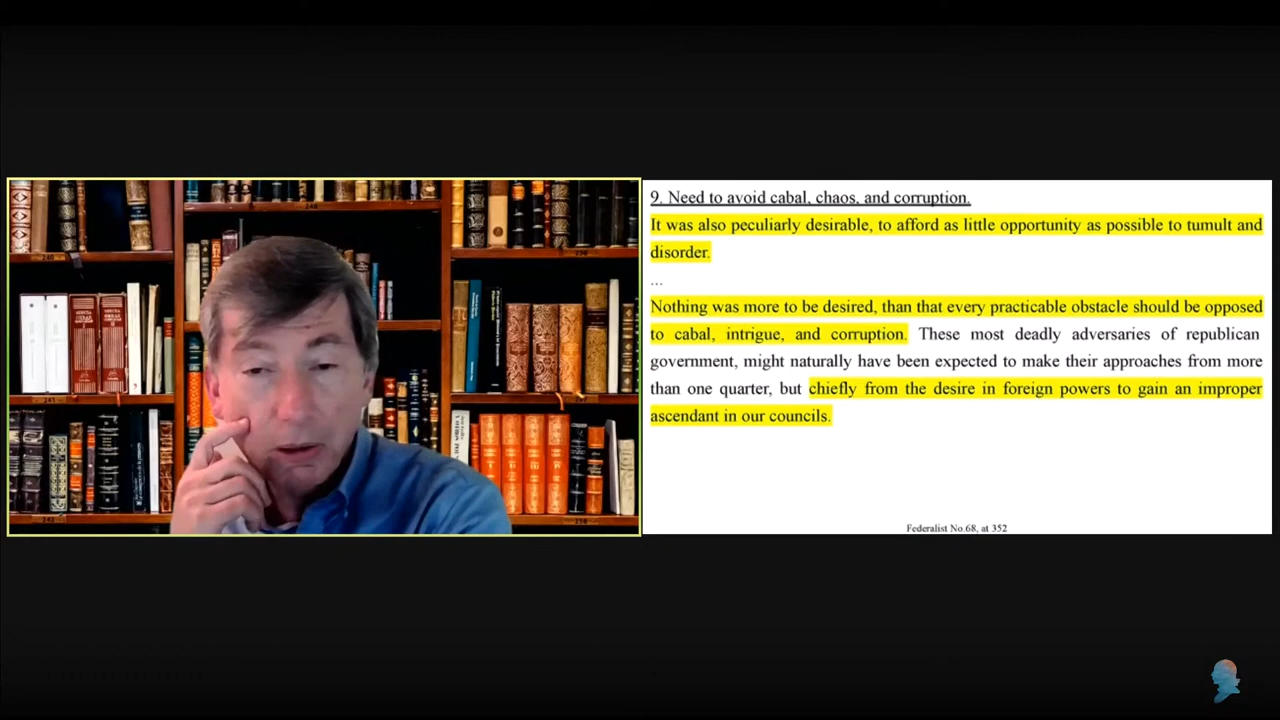 9. Need to avoid cabal, chaos, and corruption.
It was also peculiarly desirable, to afford as little opportunity as possible to tumult and
disorder.
...
Nothing was more to be desired, than that every practicable obstacle should be opposed
to cabal, intrigue, and corruption. These most deadly adversaries of republican
government, might naturally have been expected to make their approaches from more
than one quarter, but chiefly from the desire in foreign powers to gain an improper
ascendant in our councils.
Federalist No.68, at 352